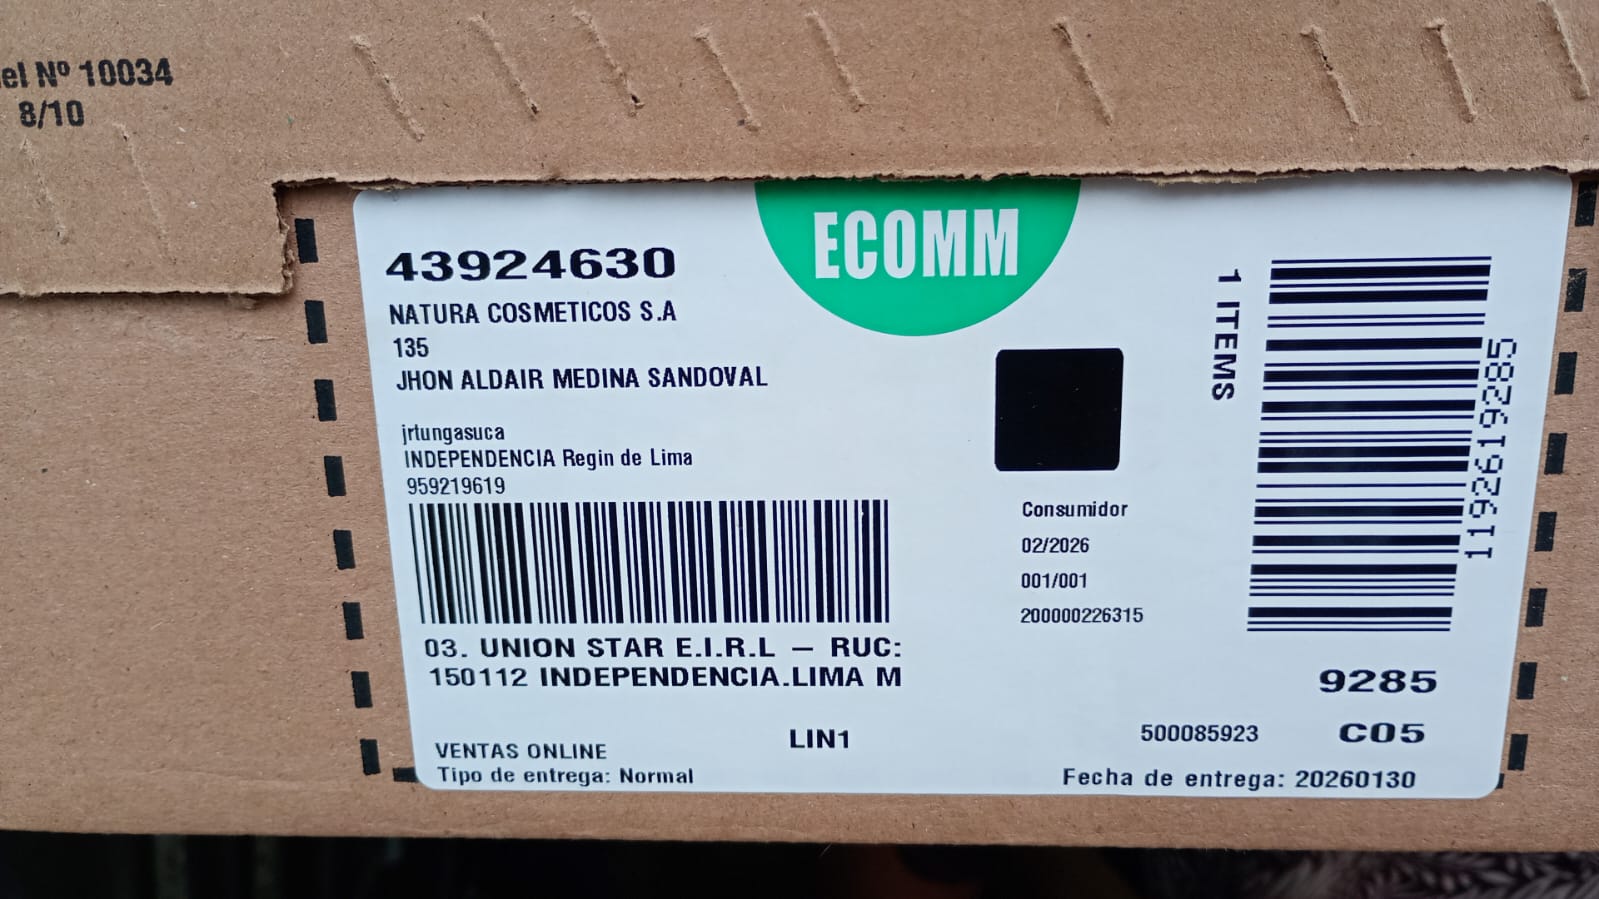 el Nº 10034
8/10
ECOMM
43924630
NATURA COSMETICOS S.A
135
JHON ALDAIR MEDINA SANDOVAL
jrtungasuca
INDEPENDENCIA Regin de Lima
959219619
03. UNION STAR E.I.R.L – RUC:
150112 INDEPENDENCIA.LIMA M
VENTAS ONLINE
Tipo de entrega: Normal
LIN1
Consumidor
02/2026
001/001
200000226315
1 ITEMS
1192619285
9285
500085923
C05
Fecha de entrega: 20260130